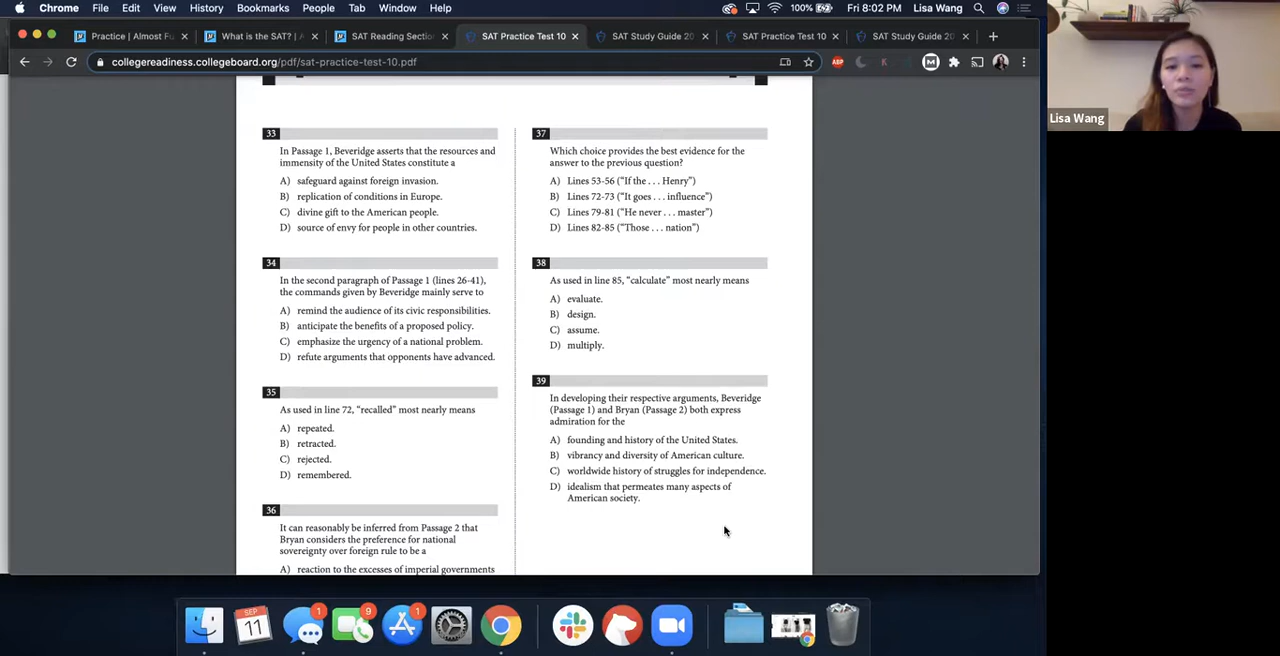 Chrome File Edit View History Bookmarks People Tab Window Help
100% Fri 8:02 PM Lisa Wang
Practice | Almost Fu
What is the SAT? | A
SAT Reading Sectio
SAT Practice Test 10
SAT Study Guide 20
SAT Practice Test 10
SAT Study Guide 20
collegereadiness.collegeboard.org/pdf/sat-practice-test-10.pdf
ABP
K
M
Lisa Wang
33
In Passage 1, Beveridge asserts that the resources and
immensity of the United States constitute a
A) safeguard against foreign invasion.
B) replication of conditions in Europe.
C) divine gift to the American people.
D) source of envy for people in other countries.
34
In the second paragraph of Passage 1 (lines 26-41),
the commands given by Beveridge mainly serve to
A) remind the audience of its civic responsibilities.
B) anticipate the benefits of a proposed policy.
C) emphasize the urgency of a national problem.
D) refute arguments that opponents have advanced.
35
As used in line 72, “recalled” most nearly means
A) repeated.
B) retracted.
C) rejected.
D) remembered.
36
It can reasonably be inferred from Passage 2 that
Bryan considers the preference for national
sovereignty over foreign rule to be a
A) reaction to the excesses of imperial governments
37
Which choice provides the best evidence for the
answer to the previous question?
A) Lines 53-56 (“If the . . . Henry”)
B) Lines 72-73 (“It goes . . . influence”)
C) Lines 79-81 (“He never . . . master”)
D) Lines 82-85 (“Those . . . nation”)
38
As used in line 85, “calculate” most nearly means
A) evaluate.
B) design.
C) assume.
D) multiply.
39
In developing their respective arguments, Beveridge
(Passage 1) and Bryan (Passage 2) both express
admiration for the
A) founding and history of the United States.
B) vibrancy and diversity of American culture.
C) worldwide history of struggles for independence.
D) idealism that permeates many aspects of
American society.
SEP
11
1
9
1